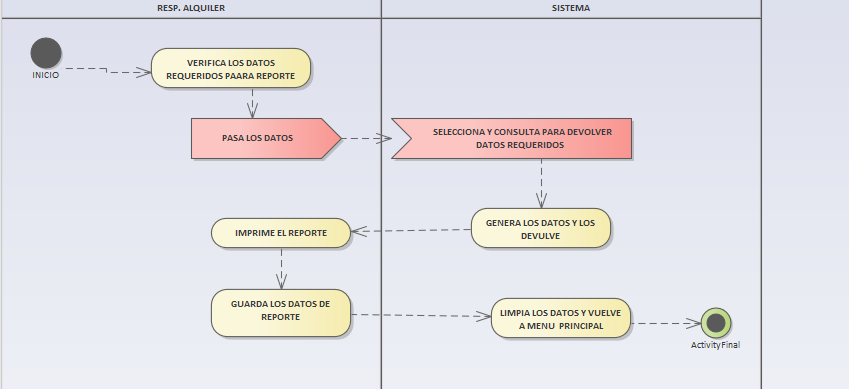 RESP. ALQUILER
SISTEMA
INICIO
VERIFICA LOS DATOS
REQUERIDOS PAARA REPORTE
PASA LOS DATOS
SELECCIONA Y CONSULTA PARA DEVOLVER
DATOS REQUERIDOS
GENERA LOS DATOS Y LOS
DEVULVE
IMPRIME EL REPORTE
GUARDA LOS DATOS DE
REPORTE
LIMPIA LOS DATOS Y VUELVE
A MENU PRINCIPAL
ActivityFinal